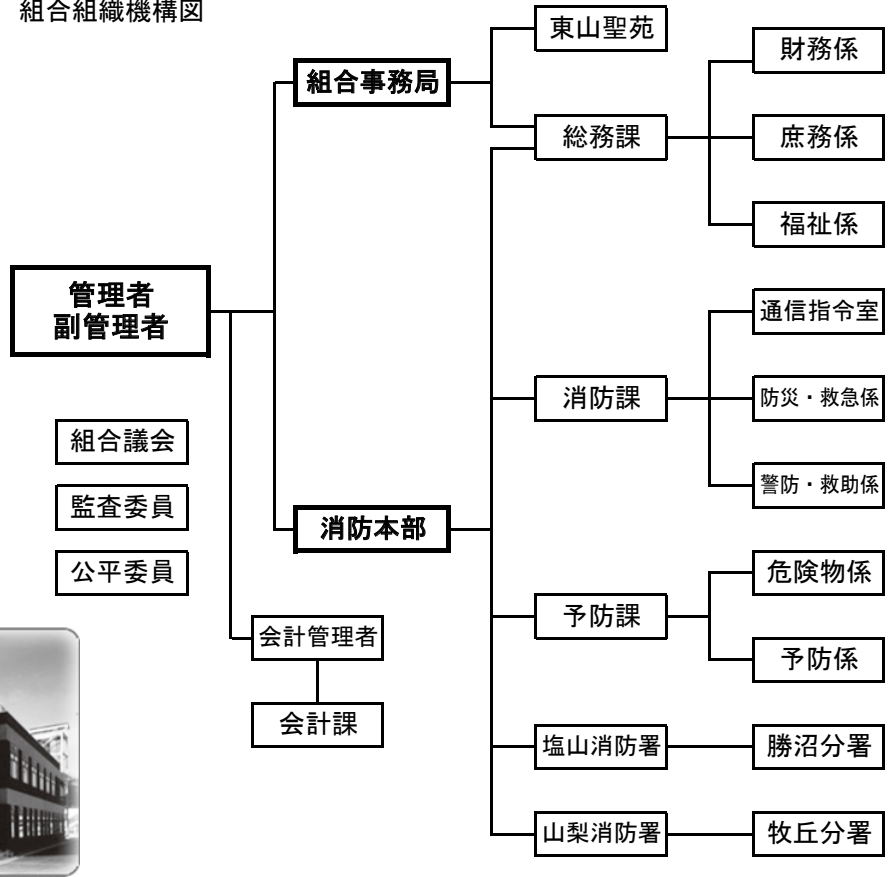 組合組織機構図
管理者
副管理者
組合議会
監査委員
公平委員
組合事務局
消防本部
会計管理者
会計課
東山聖苑
総務課
消防課
予防課
塩山消防署
山梨消防署
財務係
庶務係
福祉係
通信指令室
防災・救急係
警防・救助係
危険物係
予防係
勝沼分署
牧丘分署